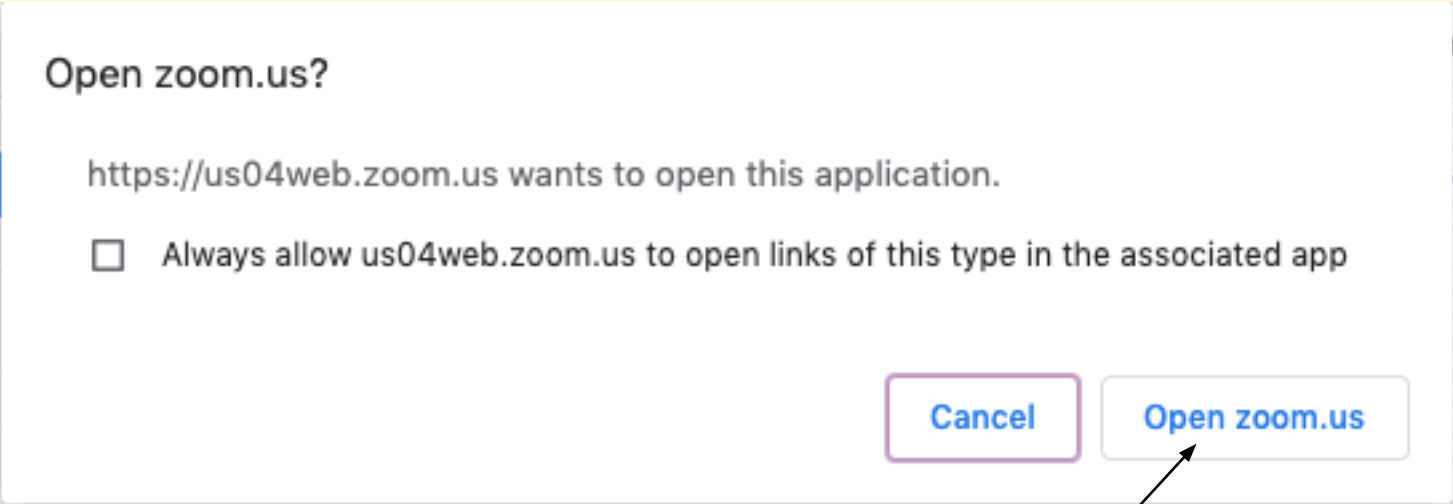 Open zoom.us?
https://us04web.zoom.us wants to open this application.
Always allow us04web.zoom.us to open links of this type in the associated app
Cancel
Open zoom.us